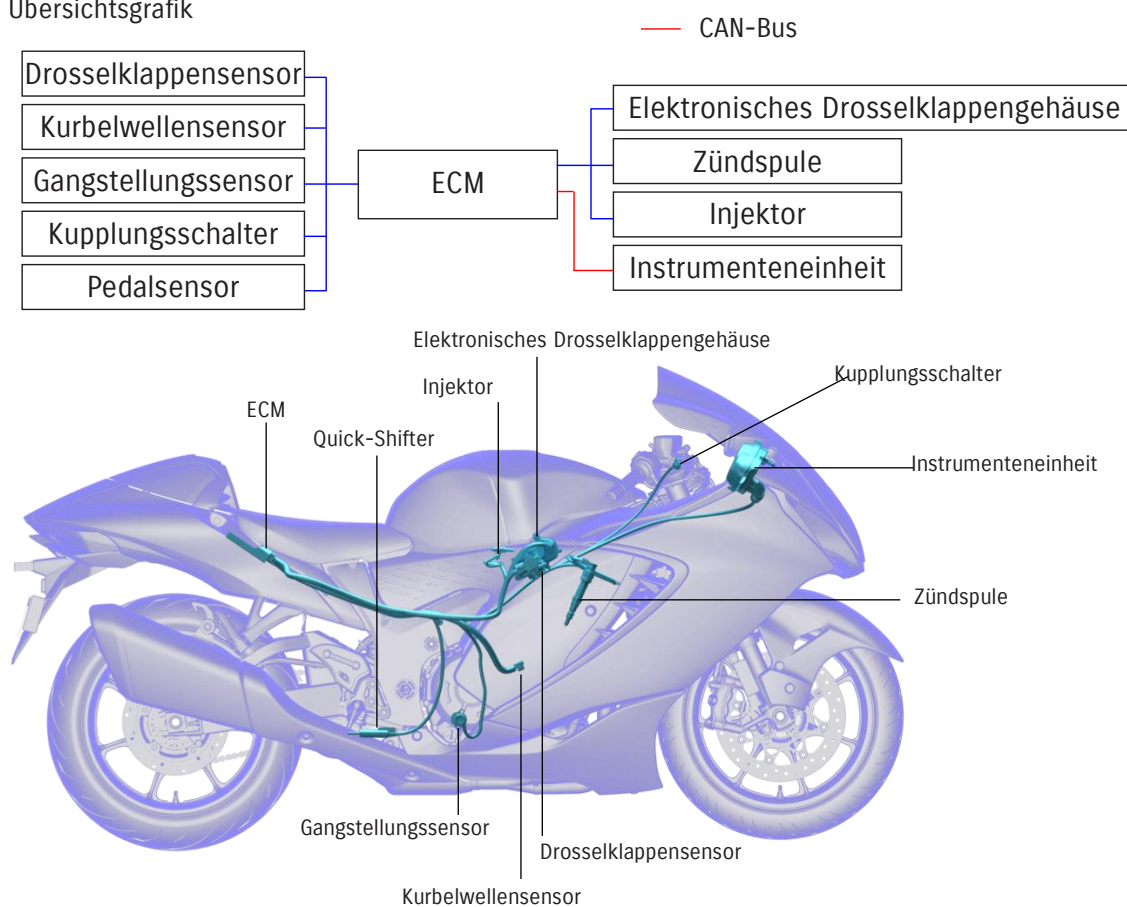 Übersichtsgrafik
CAN-Bus
Drosselklappensensor
Kurbelwellensensor
Gangstellungssensor
Kupplungsschalter
Pedalsensor
ECM
Elektronisches Drosselklappengehäuse
Zündspule
Injektor
Instrumenteneinheit
Elektronisches Drosselklappengehäuse
Injektor
Kupplungsschalter
ECM
Quick-Shifter
Instrumenteneinheit
Zündspule
Gangstellungssensor
Drosselklappensensor
Kurbelwellensensor